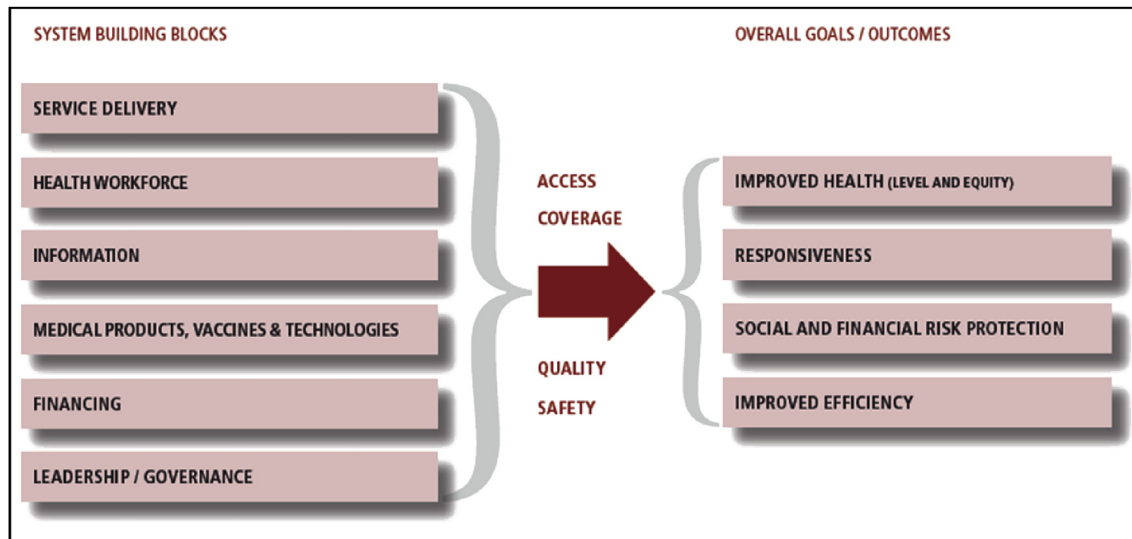 SYSTEM BUILDING BLOCKS
SERVICE DELIVERY
HEALTH WORKFORCE
INFORMATION
MEDICAL PRODUCTS, VACCINES & TECHNOLOGIES
FINANCING
LEADERSHIP / GOVERNANCE
ACCESS
COVERAGE
QUALITY
SAFETY
OVERALL GOALS / OUTCOMES
IMPROVED HEALTH (LEVEL AND EQUITY)
RESPONSIVENESS
SOCIAL AND FINANCIAL RISK PROTECTION
IMPROVED EFFICIENCY